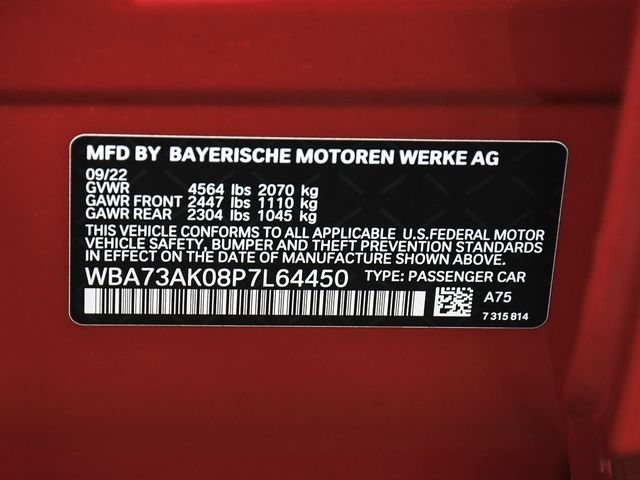 MFD BY BAYERISCHE MOTOREN WERKE AG
09/22
GVWR 4564 lbs 2070 kg
GAWR FRONT 2447 lbs 1110 kg
GAWR REAR 2304 lbs 1045 kg
THIS VEHICLE CONFORMS TO ALL APPLICABLE U.S.FEDERAL MOTOR
VEHICLE SAFETY, BUMPER AND THEFT PREVENTION STANDARDS
IN EFFECT ON THE DATE OF MANUFACTURE SHOWN ABOVE.
WBA73AK08P7L64450 TYPE: PASSENGER CAR
A75
7 315 814